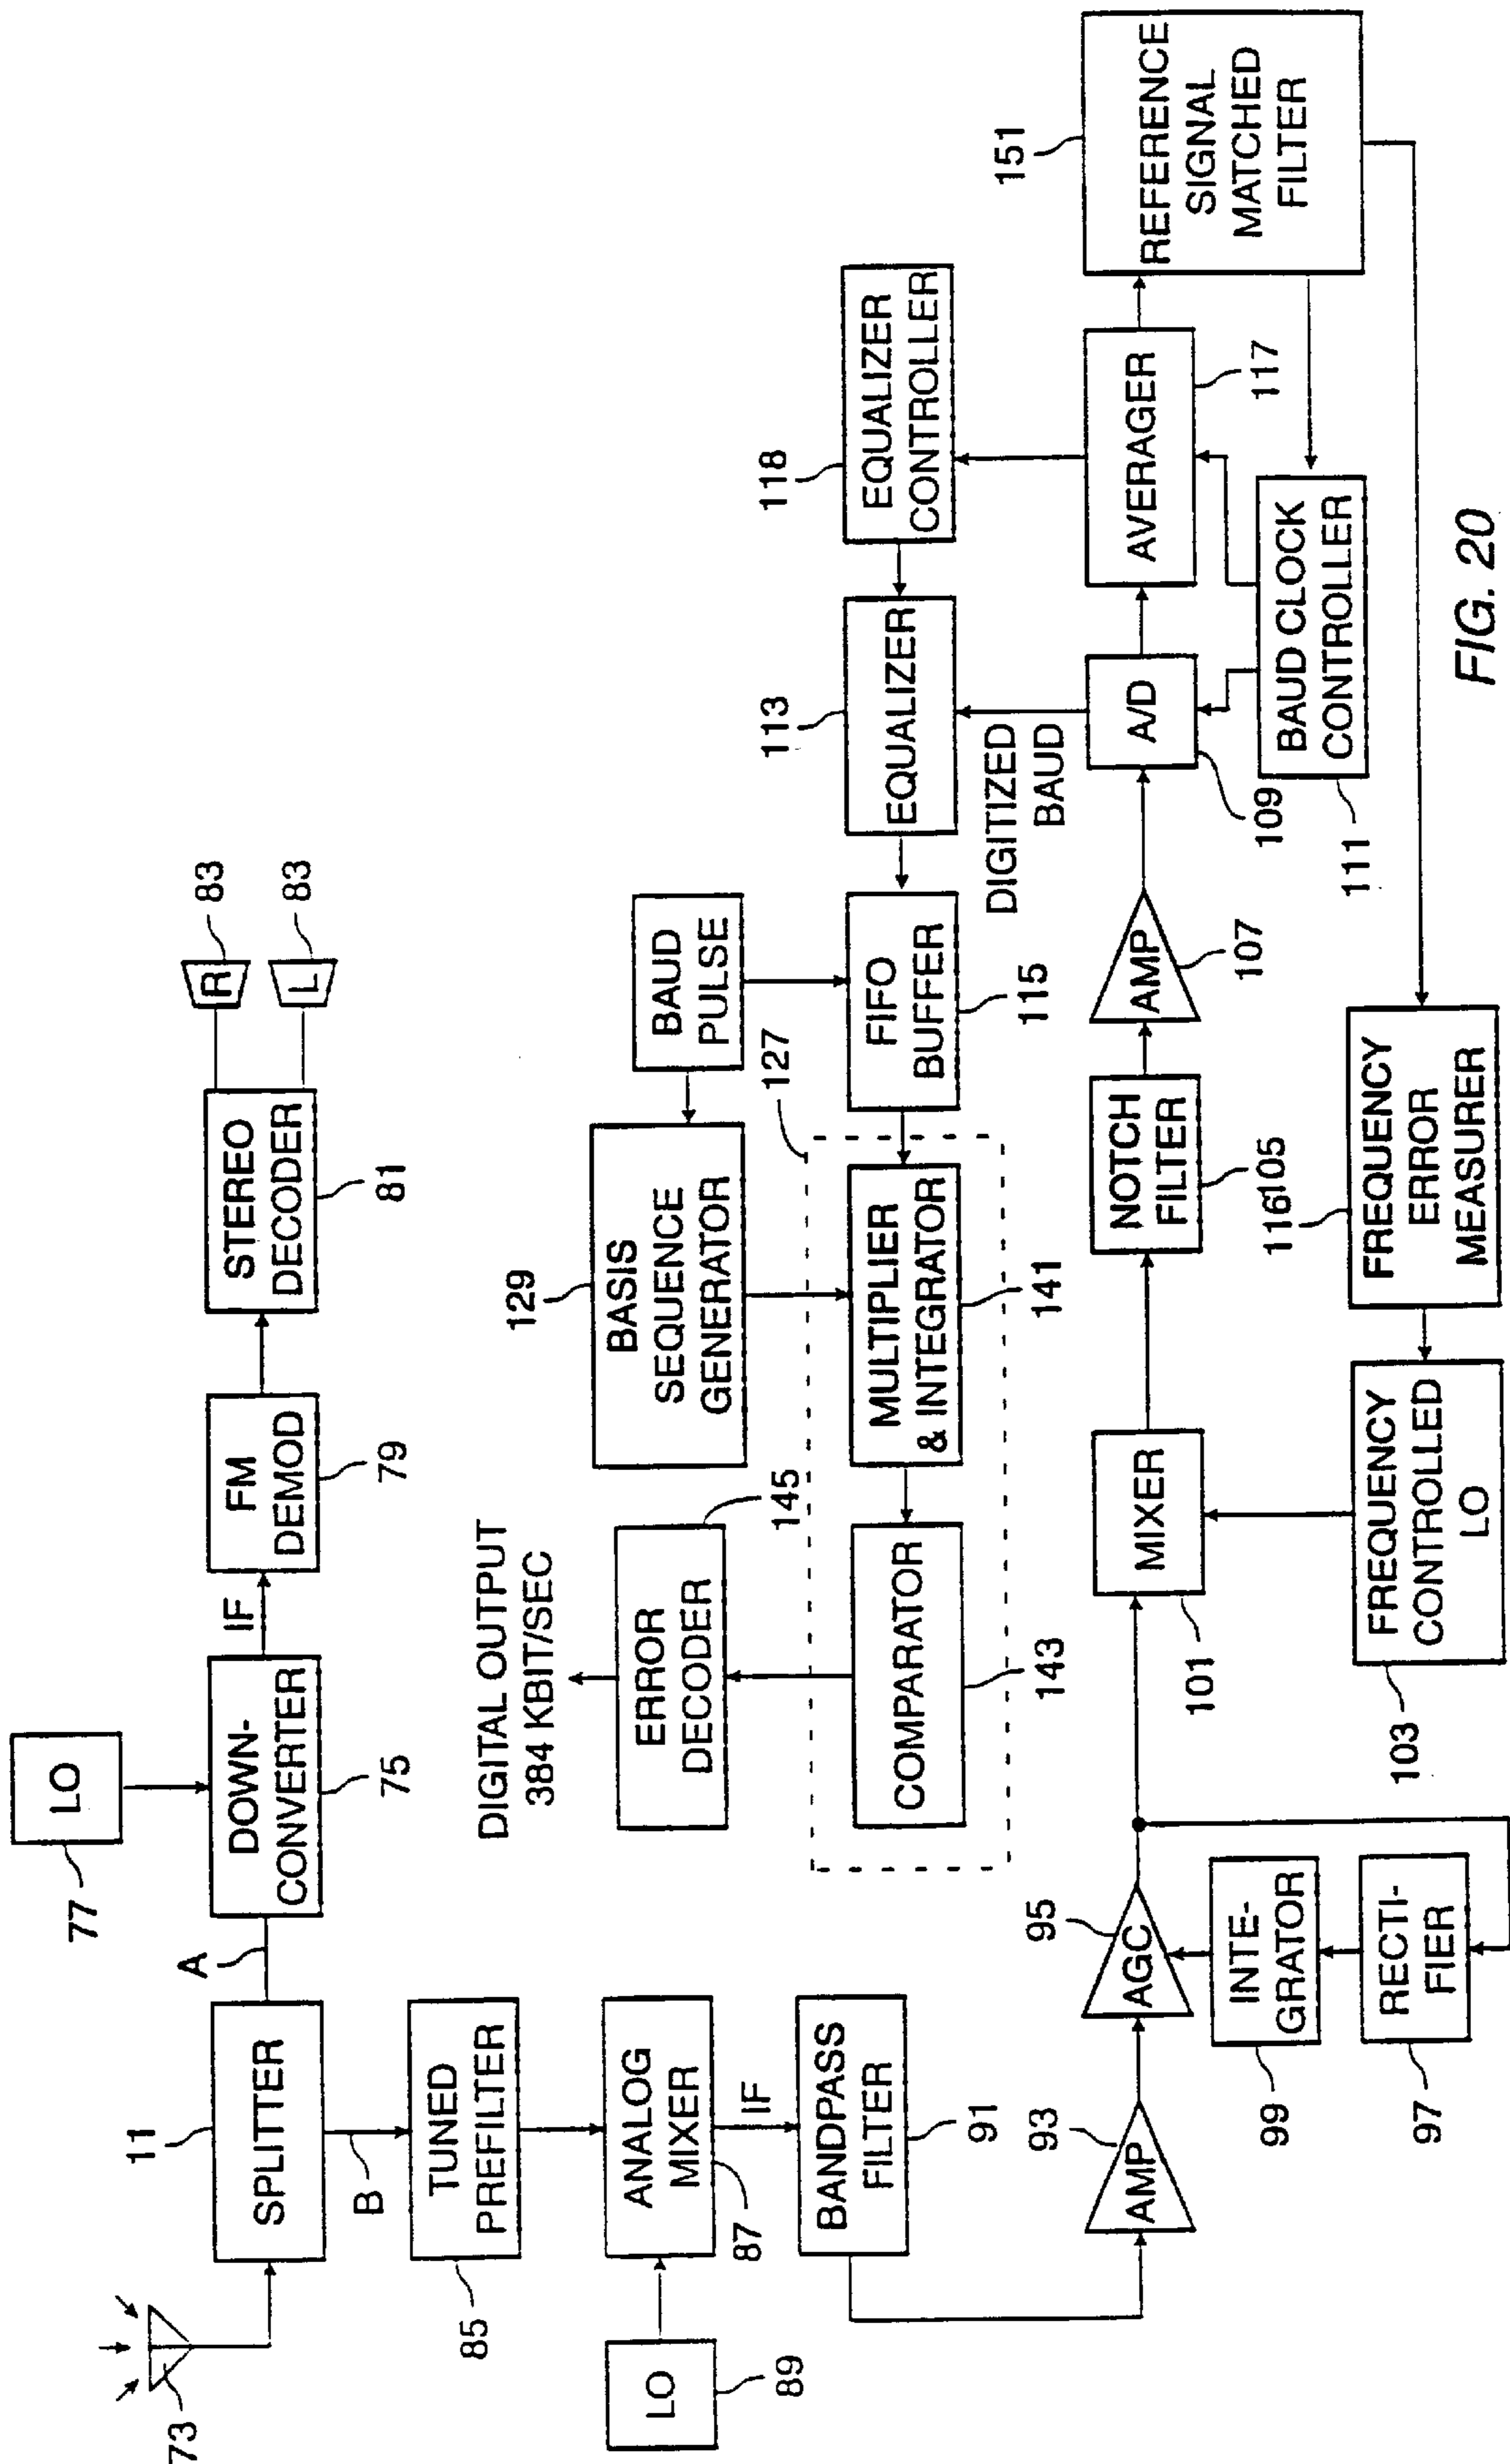 73
11
SPLITTER
A
B
77
LO
DOWN-
CONVERTER
75
IF
FM
DEMOD
79
STEREO
DECODER
81
R
83
L
83
85
TUNED
PREFILTER
LO
89
ANALOG
MIXER
87
IF
BANDPASS
FILTER
91
DIGITAL OUTPUT
384 KBIT/SEC
145
ERROR
DECODER
129
BASIS
SEQUENCE
GENERATOR
BAUD
PULSE
127
COMPARATOR
143
MULTIPLIER
& INTEGRATOR
141
FIFO
BUFFER
115
113
EQUALIZER
118
EQUALIZER
CONTROLLER
DIGITIZED
BAUD
93
AMP
95
AGC
INTE-
GRATOR
99
RECTI-
FIER
97
MIXER
101
NOTCH
FILTER
105
AMP
107
A/D
109
AVERAGER
117
151
REFERENCE
SIGNAL
MATCHED
FILTER
BAUD CLOCK
CONTROLLER
111
FREQUENCY
CONTROLLED
LO
103
116
FREQUENCY
ERROR
MEASURER
FIG. 20